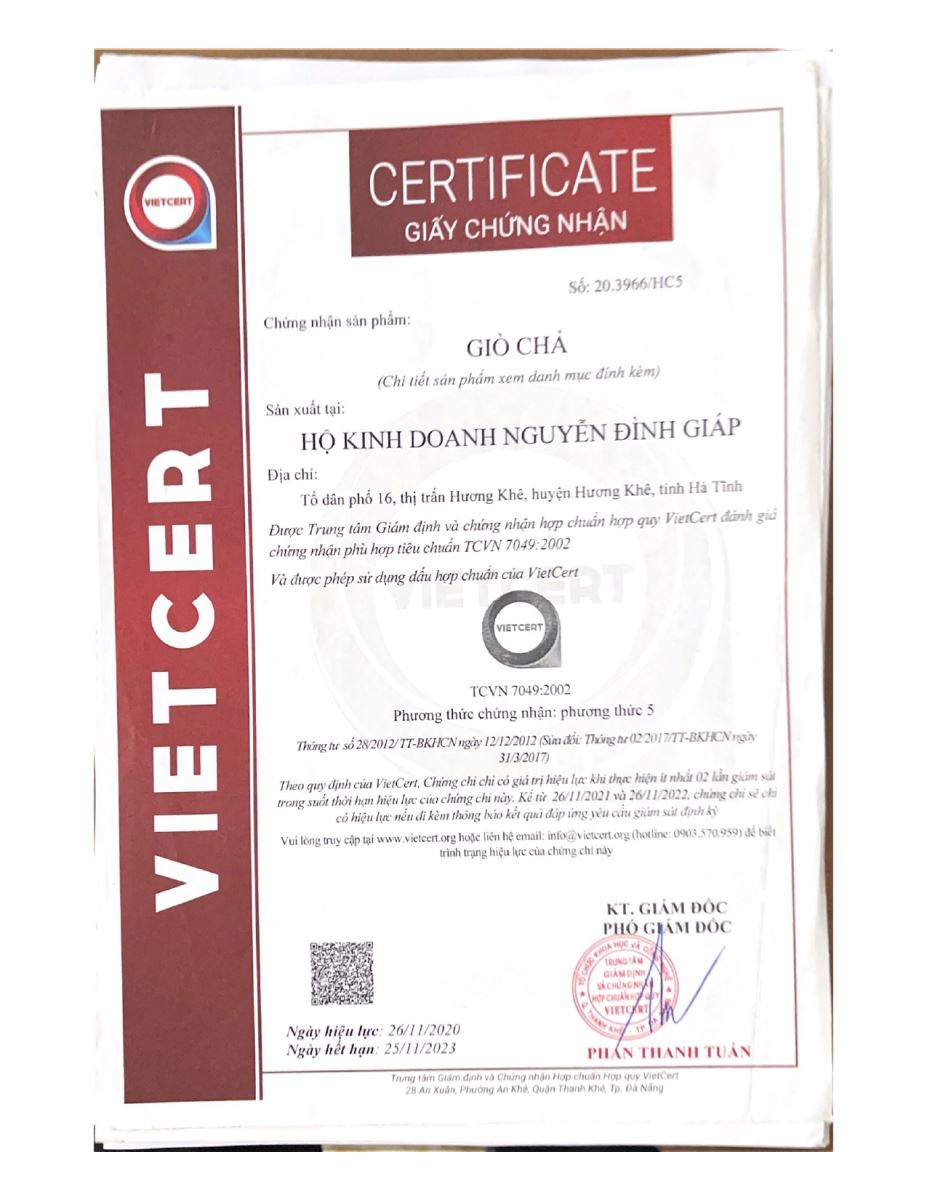 CERTIFICATE
GIẤY CHỨNG NHẬN
VIETCERT
VIETCERT
Số: 20.3966/HC5
Chứng nhận sản phẩm:
GIÒ CHẢ
(Chi tiết sản phẩm xem danh mục đính kèm)
Sản xuất tại:
HỘ KINH DOANH NGUYỄN ĐÌNH GIÁP
Địa chỉ:
Tổ dân phố 16, thị trấn Hương Khê, huyện Hương Khê, tỉnh Hà Tĩnh
Được Trung tâm Giám định và chứng nhận hợp chuẩn hợp quy VietCert đánh giá
chứng nhận phù hợp tiêu chuẩn TCVN 7049:2002
Và được phép sử dụng dấu hợp chuẩn của VietCert
VIETCERT
VIETCERT
TCVN 7049:2002
Phương thức chứng nhận: phương thức 5
Thông tư số 28/2012/TT-BKHCN ngày 12/12/2012 (Sửa đổi: Thông tư 02/2017/TT-BKHCN ngày
31/3/2017)
Theo quy định của VietCert, Chứng chỉ chỉ có giá trị hiệu lực khi thực hiện ít nhất 02 lần giám sát
trong suốt thời hạn hiệu lực của chứng chỉ này. Kể từ 26/11/2021 và 26/11/2022, chứng chỉ sẽ chỉ
có hiệu lực nếu đi kèm thông báo kết quả đáp ứng yêu cầu giám sát định kỳ
Vui lòng truy cập tại www.vietcert.org hoặc liên hệ email: info@vietcert.org (hotline: 0903.570.959) để biết
trình trạng hiệu lực của chứng chỉ này
KT. GIÁM ĐỐC
PHÓ GIÁM ĐỐC
TỔ CHỨC KHOA HỌC VÀ CÔNG NGHỆ
TRUNG TÂM
GIÁM ĐỊNH
VÀ CHỨNG NHẬN
HỢP CHUẨN HỢP QUY
VIETCERT
Q. THANH KHÊ - TP.
Ngày hiệu lực: 26/11/2020
Ngày hết hạn: 25/11/2023
PHAN THANH TUẤN
Trung tâm Giám định và Chứng nhận Hợp chuẩn Hợp quy VietCert
28 An Xuân, Phường An Khê, Quận Thanh Khê, Tp. Đà Nẵng